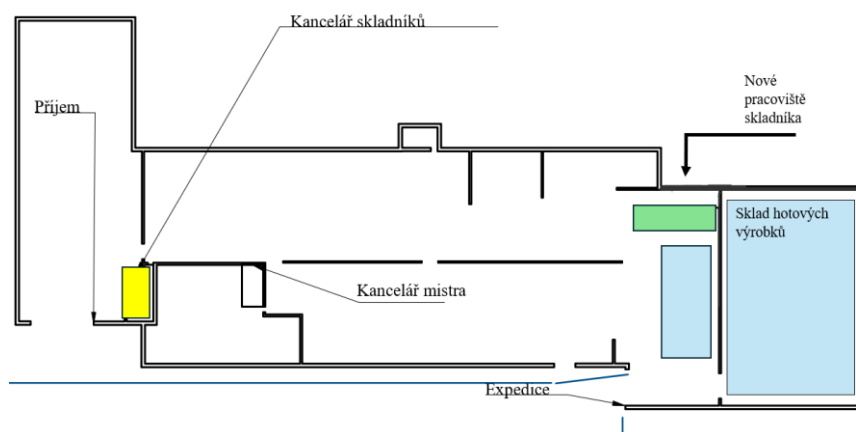 Kancelář skladníků
Příjem
Nové
pracoviště
skladníka
Sklad hotových
výrobků
Kancelář mistra
Expedice